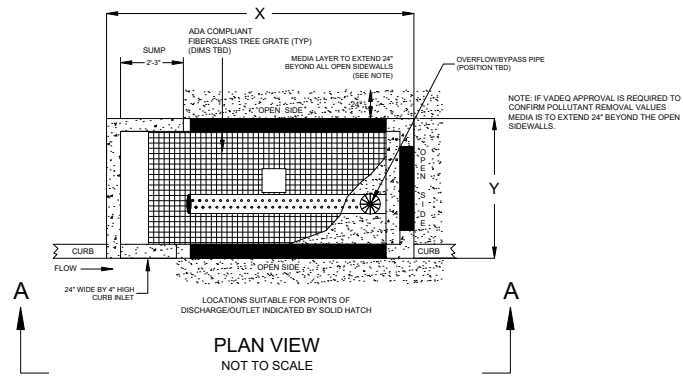 X
ADA COMPLIANT
FIBERGLASS TREE GRATE (TYP)
(DIMS TBD)
SUMP
2'-3"
MEDIA LAYER TO EXTEND 24"
BEYOND ALL OPEN SIDEWALLS
(SEE NOTE)
OVERFLOW/BYPASS PIPE
(POSITION TBD)
NOTE: IF VADEQ APPROVAL IS REQUIRED TO
CONFIRM POLLUTANT REMOVAL VALUES
MEDIA IS TO EXTEND 24" BEYOND THE OPEN
SIDEWALLS.
24"
OPEN SIDE
OPEN SIDE
Y
CURB
CURB
FLOW
OPEN SIDE
24" WIDE BY 4" HIGH
CURB INLET
LOCATIONS SUITABLE FOR POINTS OF
DISCHARGE/OUTLET INDICATED BY SOLID HATCH
A
A
PLAN VIEW
NOT TO SCALE